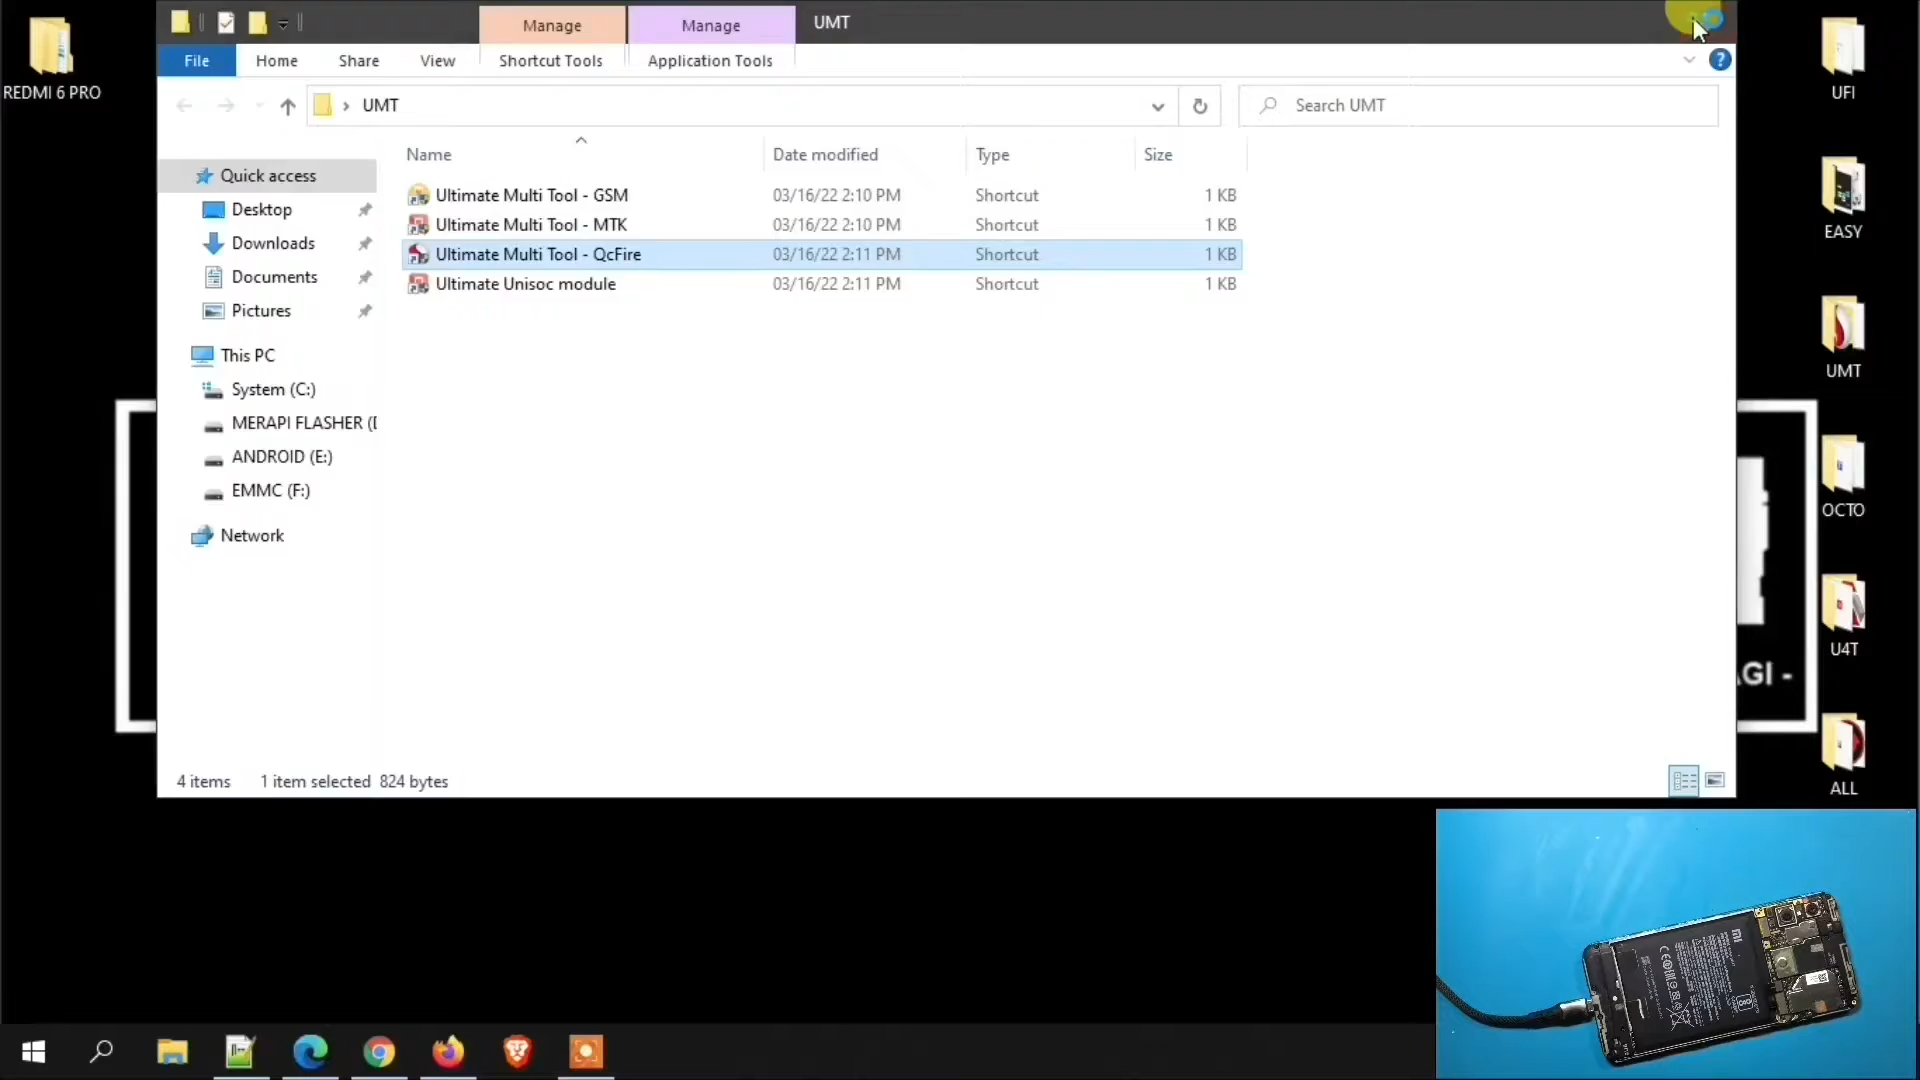 REDMI 6 PRO
Manage
Manage
UMT
File
Home
Share
View
Shortcut Tools
Application Tools
?
UMT
Search UMT
Name
Date modified
Type
Size
Quick access
Desktop
Downloads
Documents
Pictures
This PC
System (C:)
MERAPI FLASHER (
ANDROID (E:)
EMMC (F:)
Network
Ultimate Multi Tool - GSM 03/16/22 2:10 PM Shortcut 1 KB
Ultimate Multi Tool - MTK 03/16/22 2:10 PM Shortcut 1 KB
Ultimate Multi Tool - QcFire 03/16/22 2:11 PM Shortcut 1 KB
Ultimate Unisoc module 03/16/22 2:11 PM Shortcut 1 KB
4 items 1 item selected 824 bytes
UFI
EASY
UMT
OCTO
U4T
ALL
AGI -
mi